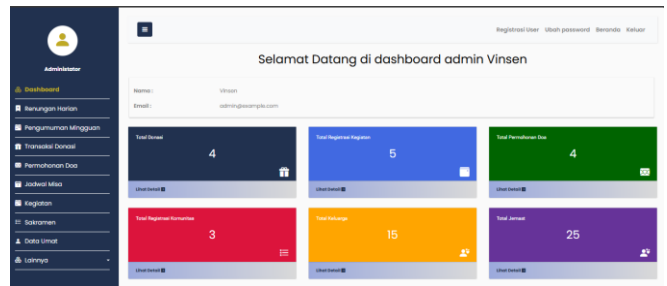 Registrasi User Ubah password Beranda Keluar
Administator
Selamat Datang di dashboard admin Vinsen
Dashboard
Renungan Harian
Pengumuman Mingguan
Transaksi Donasi
Permohonan Doa
Jadwal Misa
Kegiatan
Sakramen
Data Umat
Lainnya
Nama : Vinsen
Email : admin@example.com
Total Donasi
4
Lihat Detail
Total Registrasi Kegiatan
5
Lihat Detail
Total Permohonan Doa
4
Lihat Detail
Total Registrasi Komunitas
3
Lihat Detail
Total Keluarga
15
Lihat Detail
Total Jemaat
25
Lihat Detail